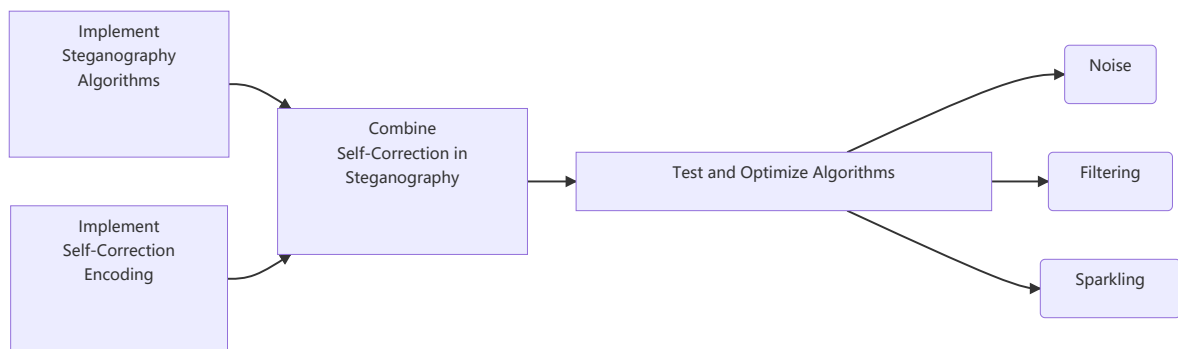 Implement
Steganography
Algorithms
Implement
Self-Correction
Encoding
Combine
Self-Correction in
Steganography
Test and Optimize Algorithms
Noise
Filtering
Sparkling